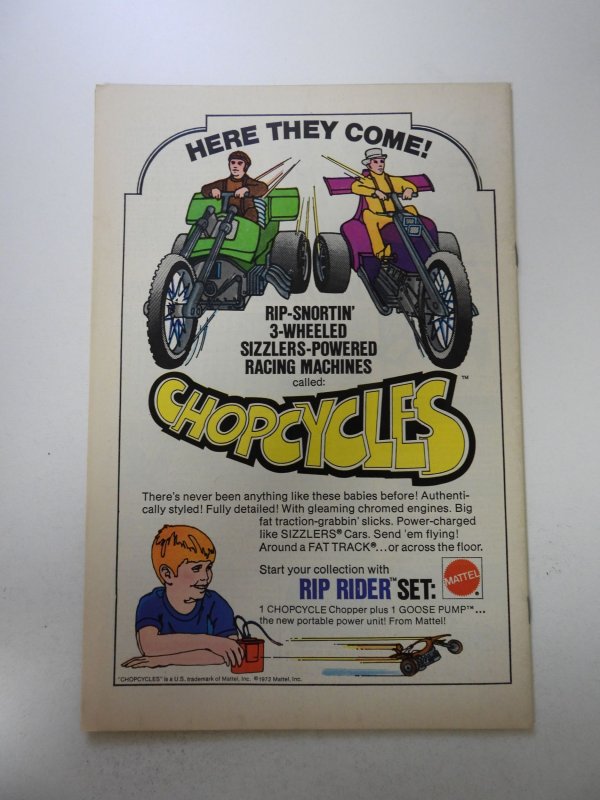 HERE THEY COME!
RIP-SNORTIN'
3-WHEELED
SIZZLERS-POWERED
RACING MACHINES
called:
CHOPCYCLES™
There's never been anything like these babies before! Authenti-
cally styled! Fully detailed! With gleaming chromed engines. Big
fat traction-grabbin' slicks. Power-charged
like SIZZLERS® Cars. Send 'em flying!
Around a FAT TRACK®...or across the floor.
Start your collection with
RIP RIDER™ SET:
MATTEL®
1 CHOPCYCLE Chopper plus 1 GOOSE PUMP™...
the new portable power unit! From Mattel!
"CHOPCYCLES" is a U.S. trademark of Mattel, Inc. ©1972 Mattel, Inc.